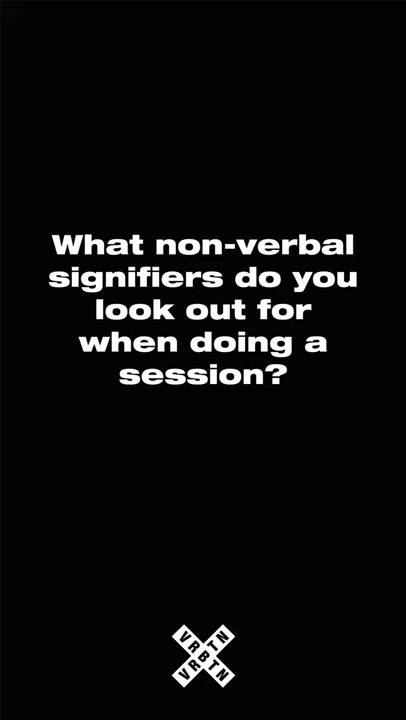 What non-verbal
signifiers do you
look out for
when doing a
session?
VRBTN
VRBTN